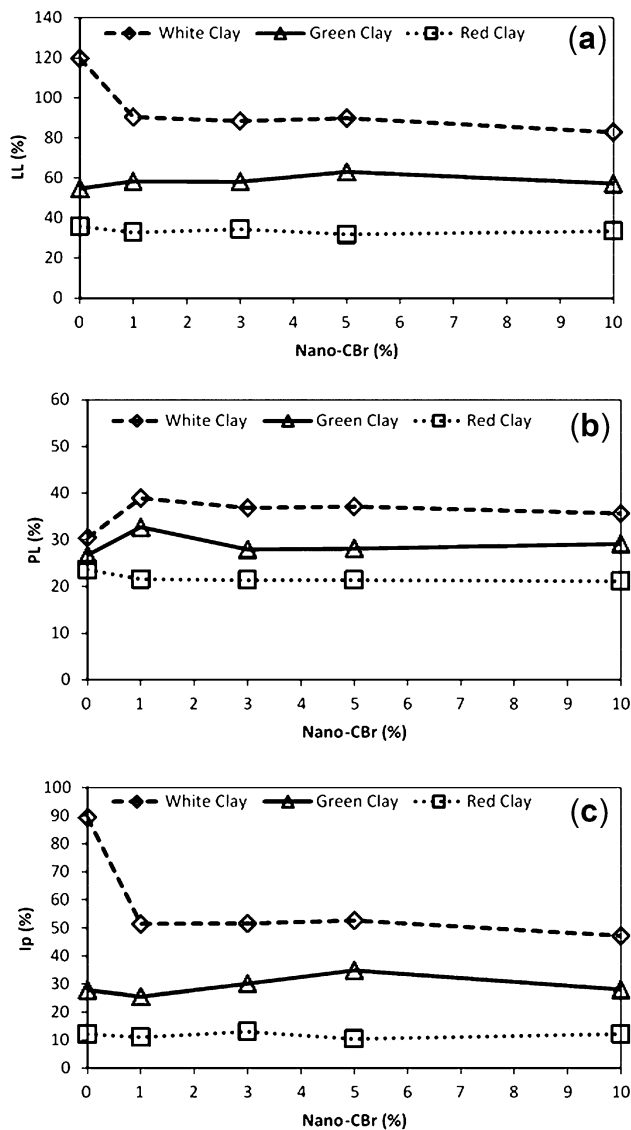 140
White Clay Green Clay Red Clay (a)
120
100
80
60
40
20
0
LL (%)
0 1 2 3 4 5 6 7 8 9 10
Nano-CBr (%)
60
White Clay Green Clay Red Clay (b)
50
40
30
20
10
0
PL (%)
0 1 2 3 4 5 6 7 8 9 10
Nano-CBr (%)
100
White Clay Green Clay Red Clay (c)
90
80
70
60
50
40
30
20
10
0
Ip (%)
0 1 2 3 4 5 6 7 8 9 10
Nano-CBr (%)